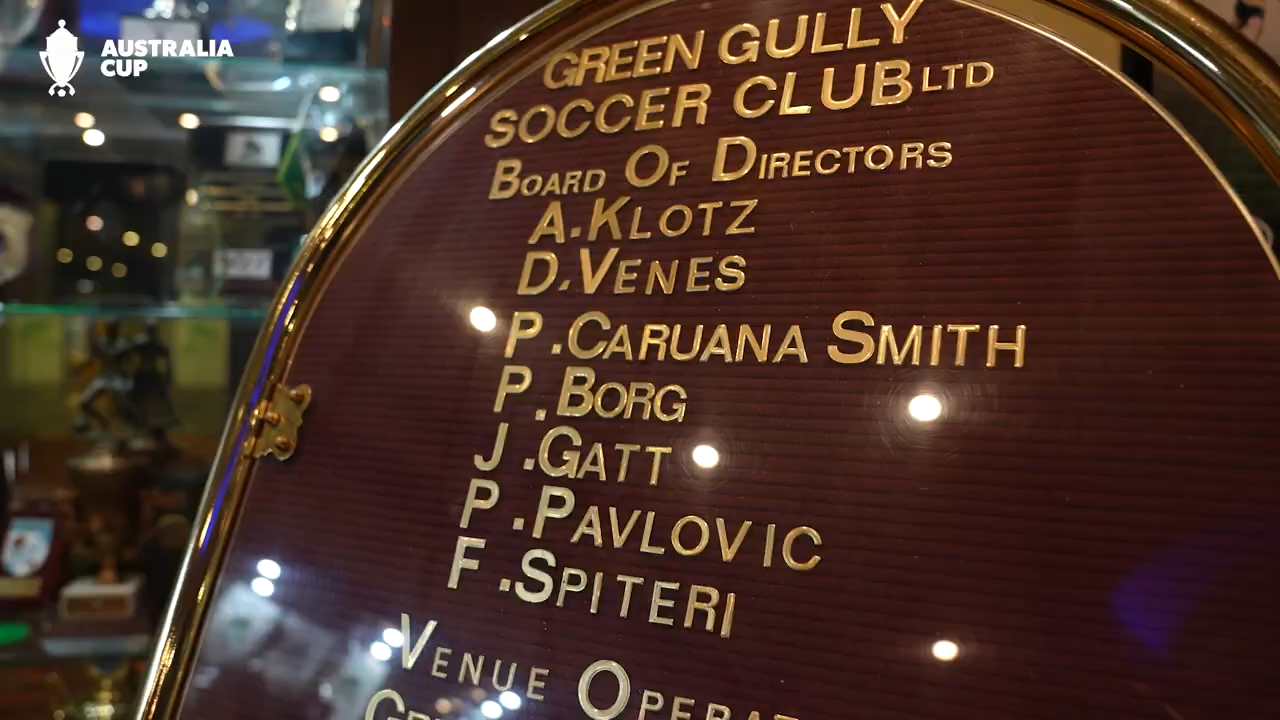 AUSTRALIA
CUP
GREEN GULLY
SOCCER CLUB LTD
BOARD OF DIRECTORS
A.KLOTZ
D.VENES
P.CARUANA SMITH
P.BORG
J.GATT
P.PAVLOVIC
F.SPITERI
VENUE